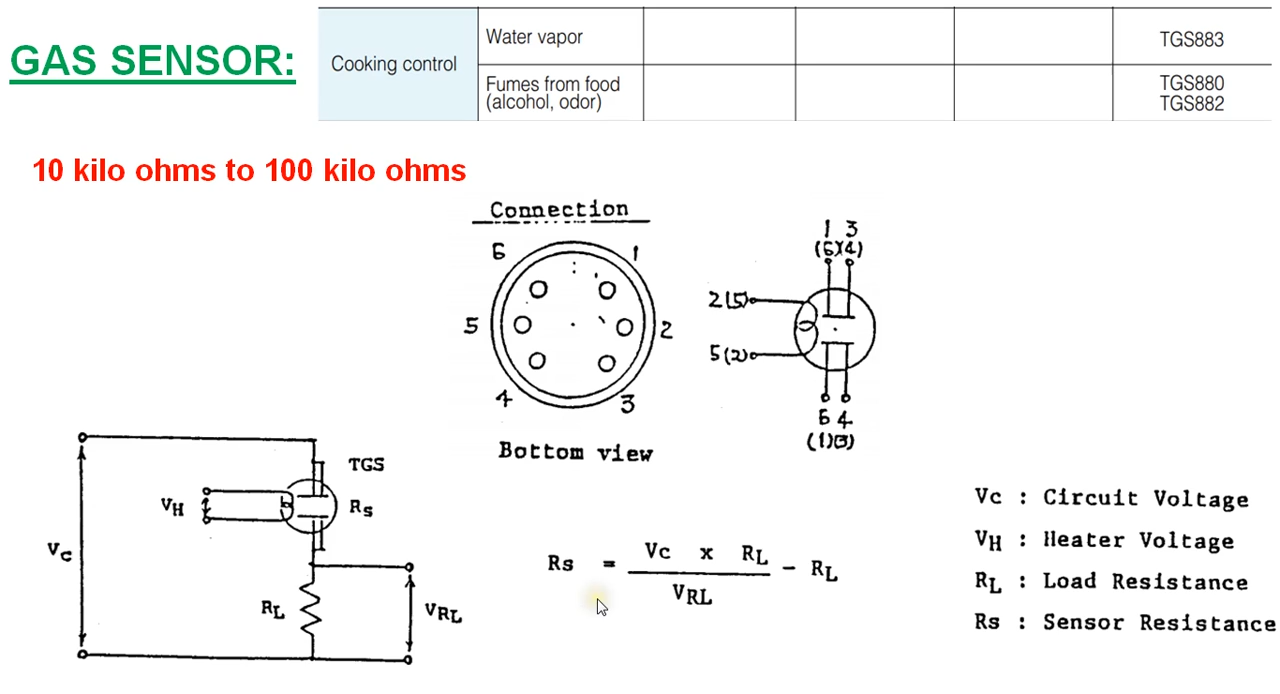 GAS SENSOR:
Cooking control
Water vapor
TGS883
Fumes from food
(alcohol, odor)
TGS880
TGS882
10 kilo ohms to 100 kilo ohms
Connection
6 1
5 2
4 3
Bottom view
1 3
(6)(4)
2(5)
5(2)
6 4
(1)(3)
TGS
VH
Rs
Vc
RL
VRL
Rs = Vc x RL
VRL
- RL
Vc : Circuit Voltage
VH : Heater Voltage
RL : Load Resistance
Rs : Sensor Resistance